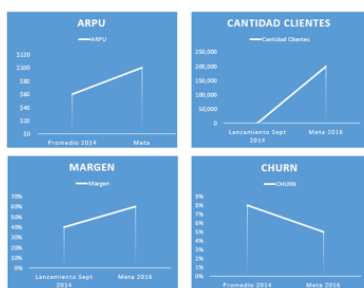 ARPU
ARPU
$120
$100
$80
$60
$40
$20
$0
Promedio 2014
Meta
CANTIDAD CLIENTES
Cantidad Clientes
250,000
200,000
150,000
100,000
50,000
0
Lanzamiento Sept
2014
Meta 2016
MARGEN
Margen
70%
60%
50%
40%
30%
20%
10%
0%
Lanzamiento Sept
2014
Meta 2016
CHURN
CHURN
9%
8%
7%
6%
5%
4%
3%
2%
1%
0%
Promedio 2014
Meta 2016